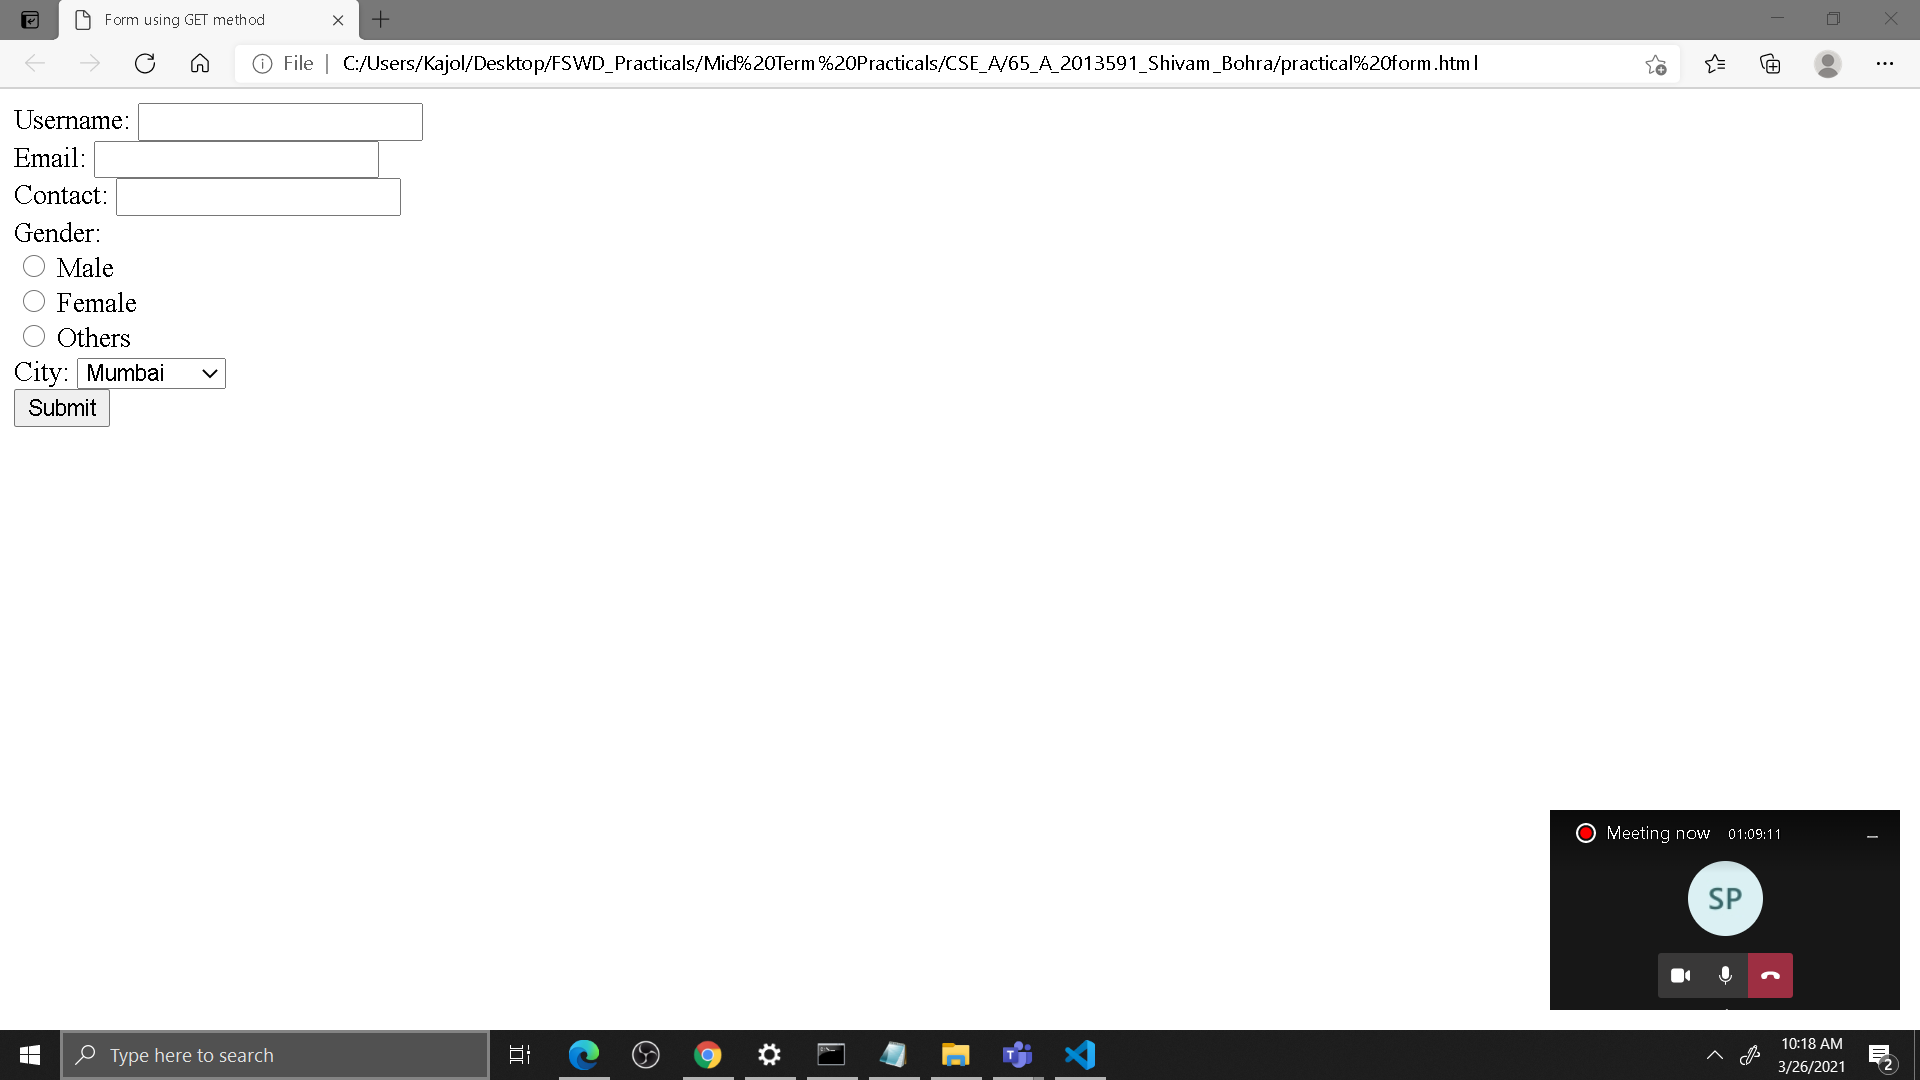 Form using GET method
File | C:/Users/Kajol/Desktop/FSWD_Practicals/Mid%20Term%20Practicals/CSE_A/65_A_2013591_Shivam_Bohra/practical%20form.html
Username:
Email:
Contact:
Gender:
Male
Female
Others
City: Mumbai
Submit
Meeting now 01:09:11
SP
Type here to search
10:18 AM
3/26/2021
2